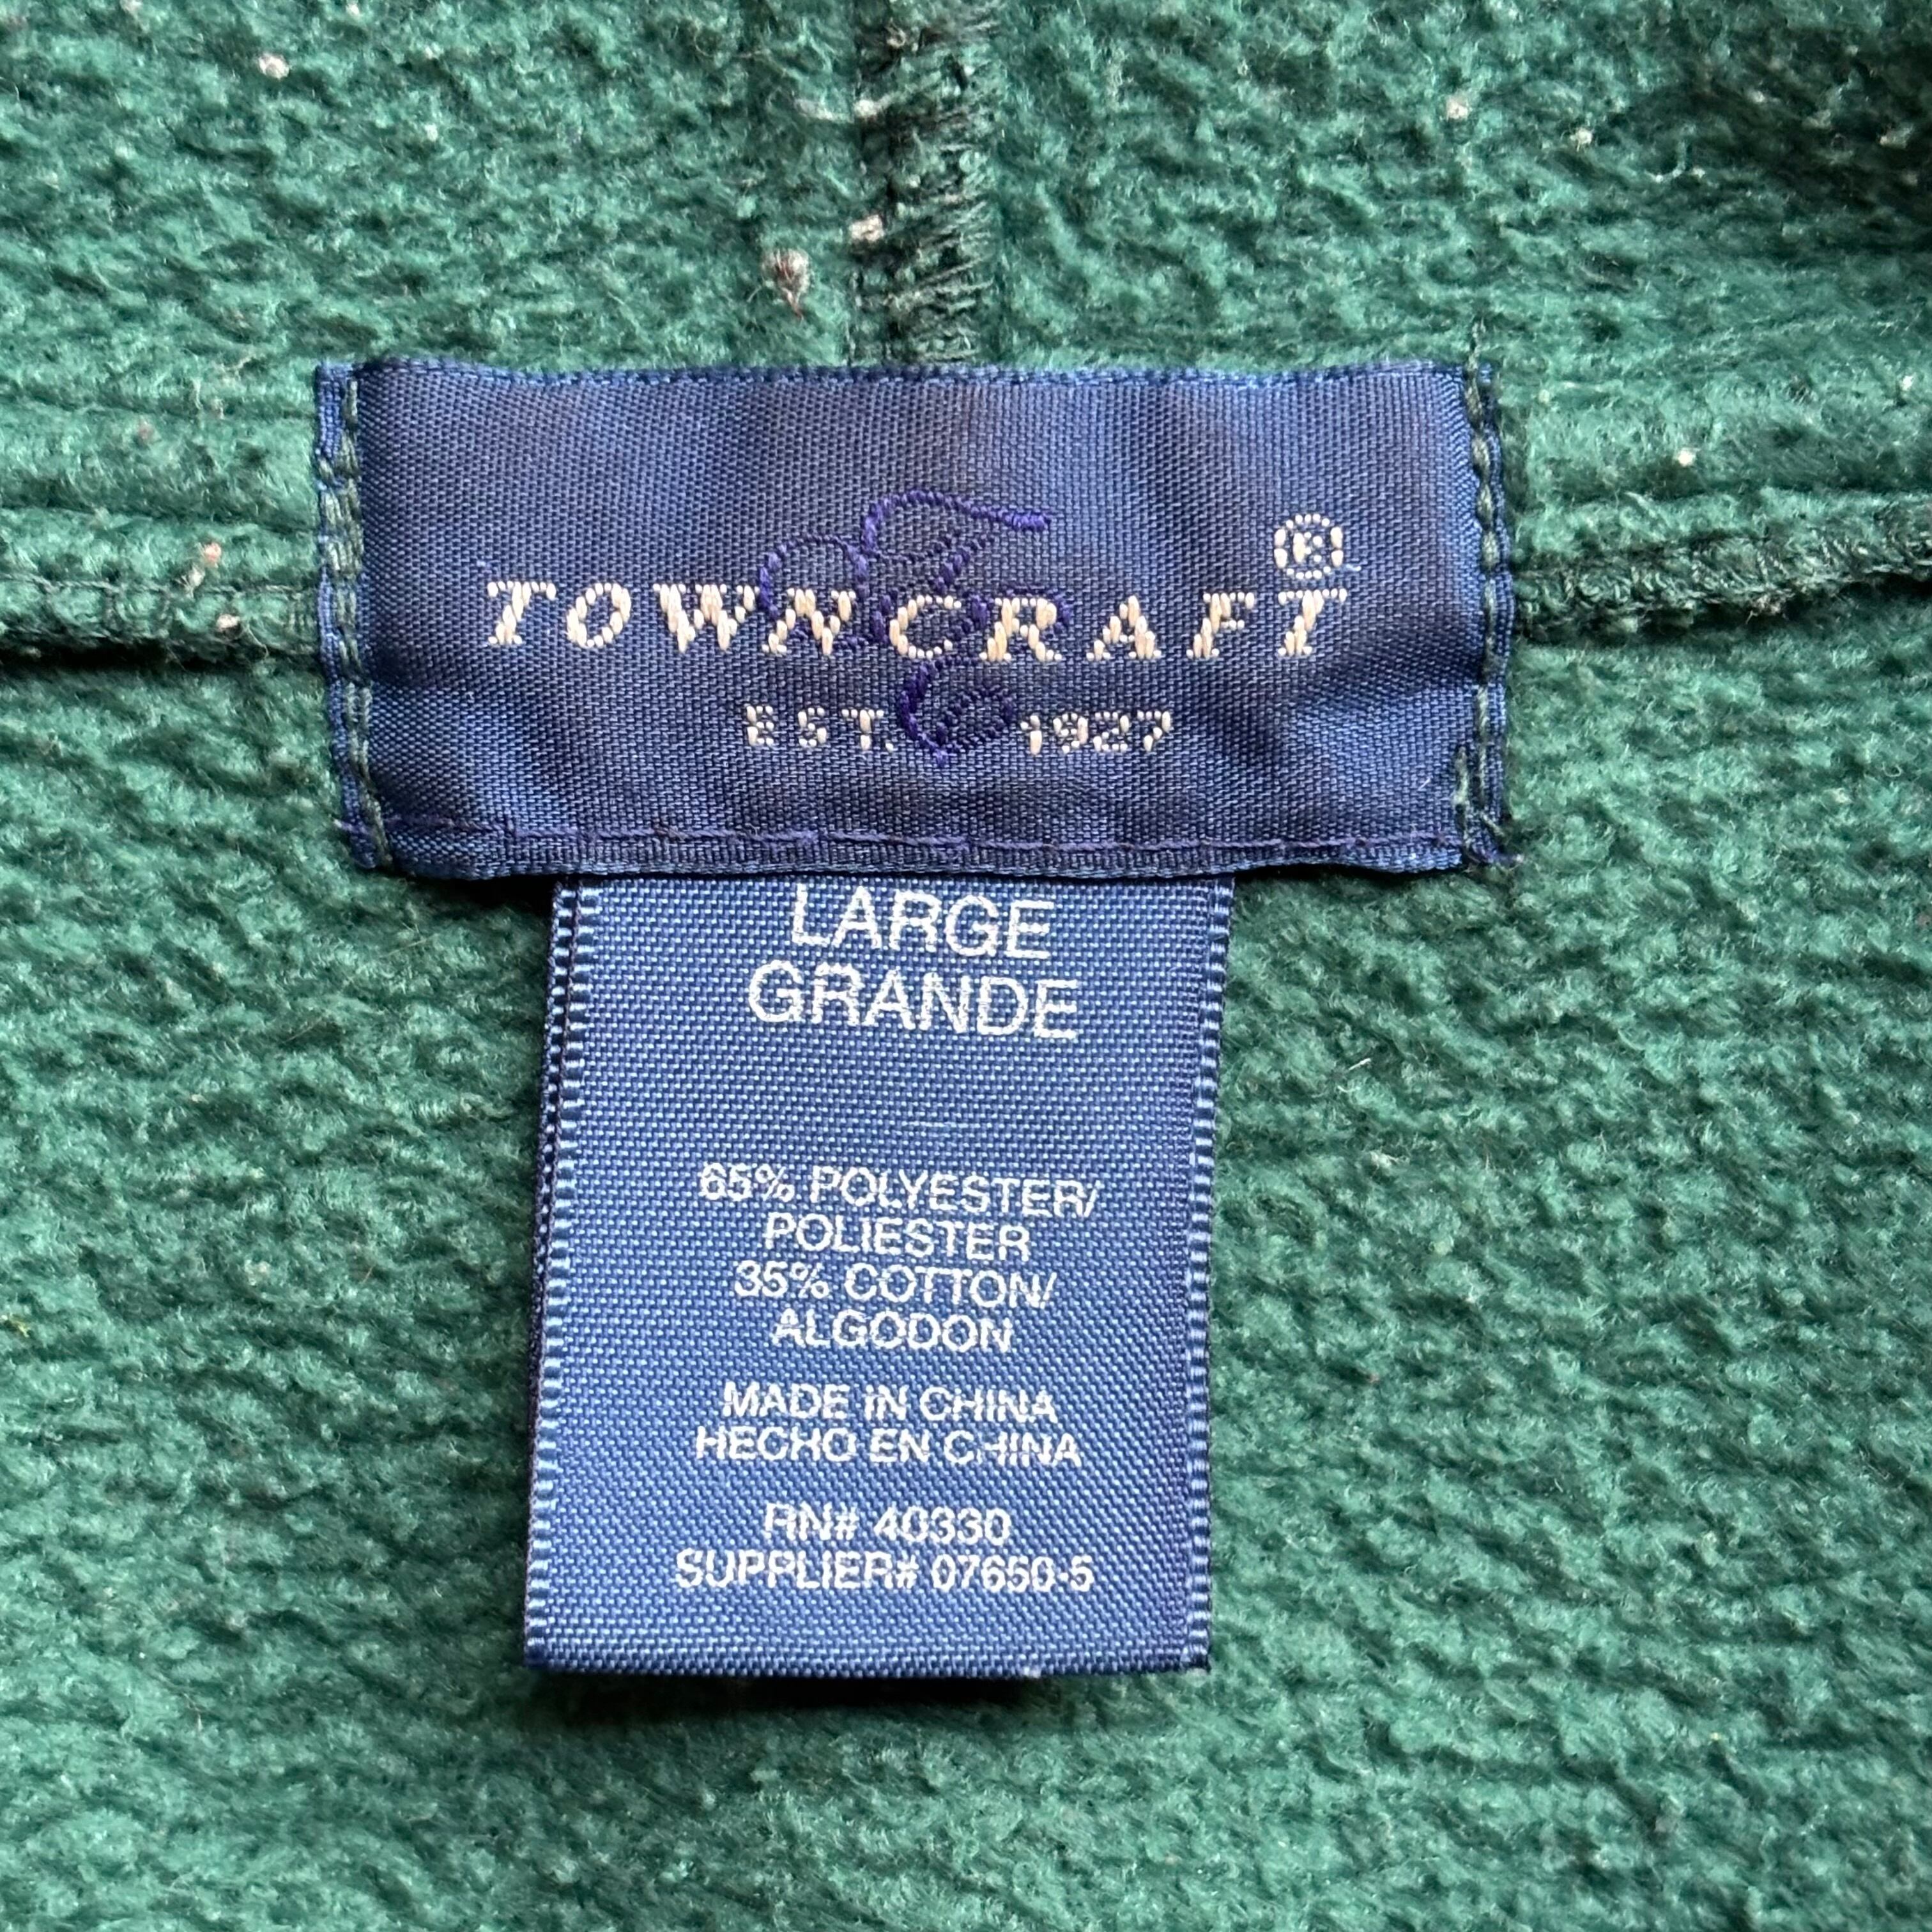 TOWNCRAFT®
EST. 1927
LARGE
GRANDE
65% POLYESTER/
POLIESTER
35% COTTON/
ALGODON
MADE IN CHINA
HECHO EN CHINA
RN# 40330
SUPPLIER# 07650-5